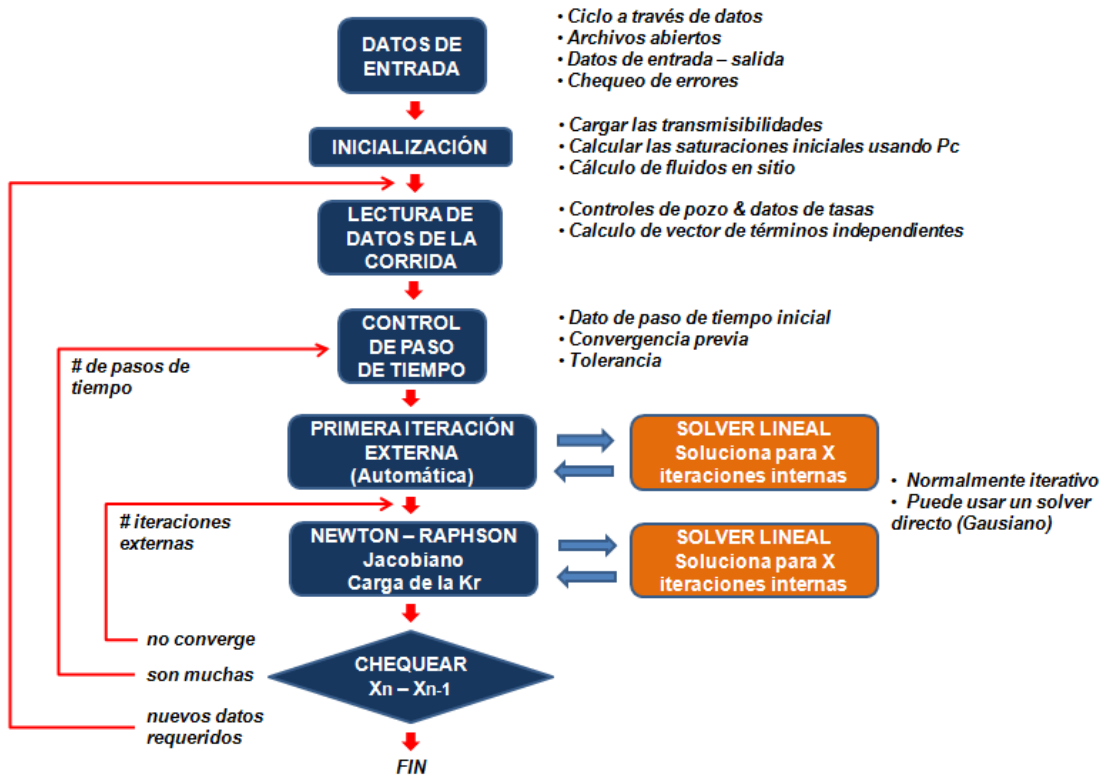 DATOS DE
ENTRADA
• Ciclo a través de datos
• Archivos abiertos
• Datos de entrada – salida
• Chequeo de errores
INICIALIZACIÓN
• Cargar las transmisibilidades
• Calcular las saturaciones iniciales usando Pc
• Cálculo de fluidos en sitio
LECTURA DE
DATOS DE LA
CORRIDA
• Controles de pozo & datos de tasas
• Calculo de vector de términos independientes
CONTROL
DE PASO
DE TIEMPO
• Dato de paso de tiempo inicial
• Convergencia previa
• Tolerancia
# de pasos de
tiempo
PRIMERA ITERACIÓN
EXTERNA
(Automática)
SOLVER LINEAL
Soluciona para X
iteraciones internas
• Normalmente iterativo
• Puede usar un solver
directo (Gausiano)
# iteraciones
externas
NEWTON – RAPHSON
Jacobiano
Carga de la Kr
SOLVER LINEAL
Soluciona para X
iteraciones internas
no converge
son muchas
nuevos datos
requeridos
CHEQUEAR
Xn – Xn-1
FIN